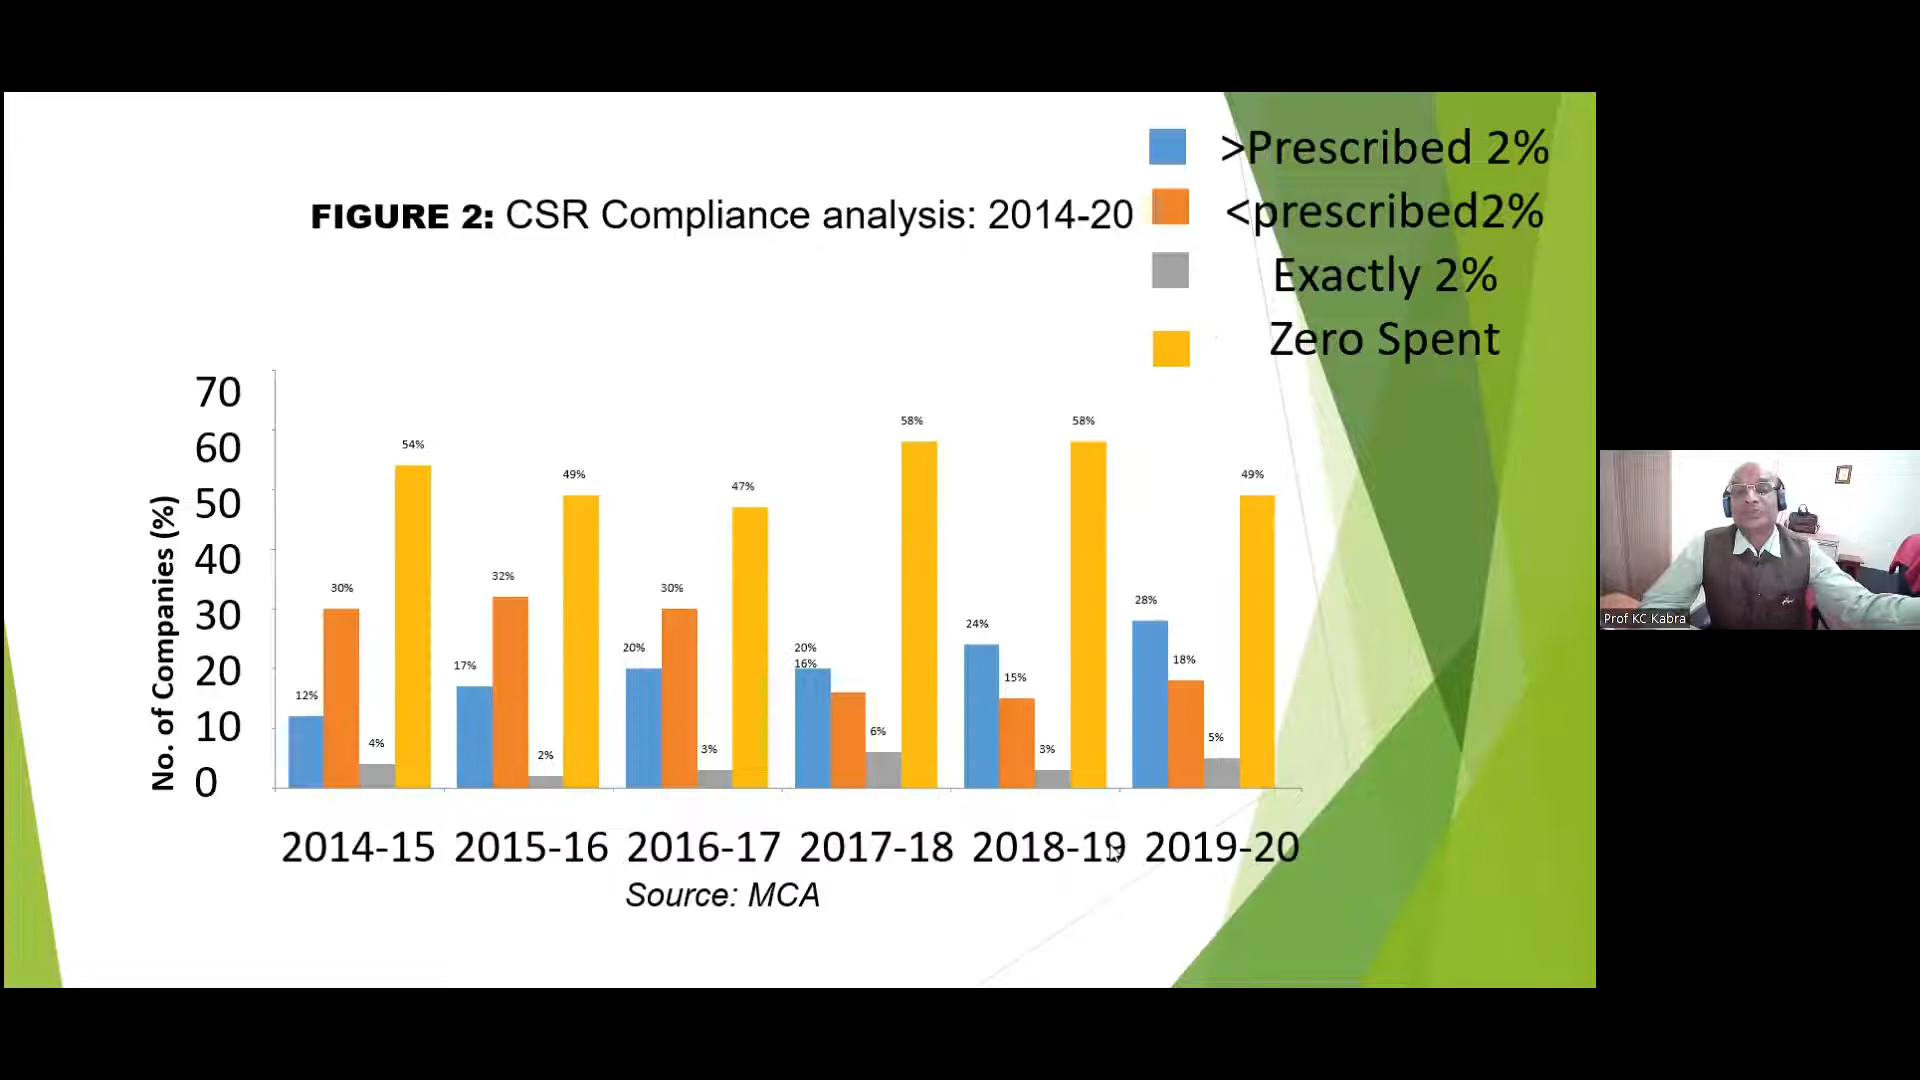 >Prescribed 2%
FIGURE 2: CSR Compliance analysis: 2014-20
<prescribed2%
Exactly 2%
Zero Spent
No. of Companies (%)
70
60
50
40
30
20
10
0
12% 30% 4% 54%
17% 32% 2% 49%
20% 30% 3% 47%
20% 16% 6% 58%
24% 15% 3% 58%
28% 18% 5% 49%
2014-15 2015-16 2016-17 2017-18 2018-19 2019-20
Source: MCA
Prof KC Kabra